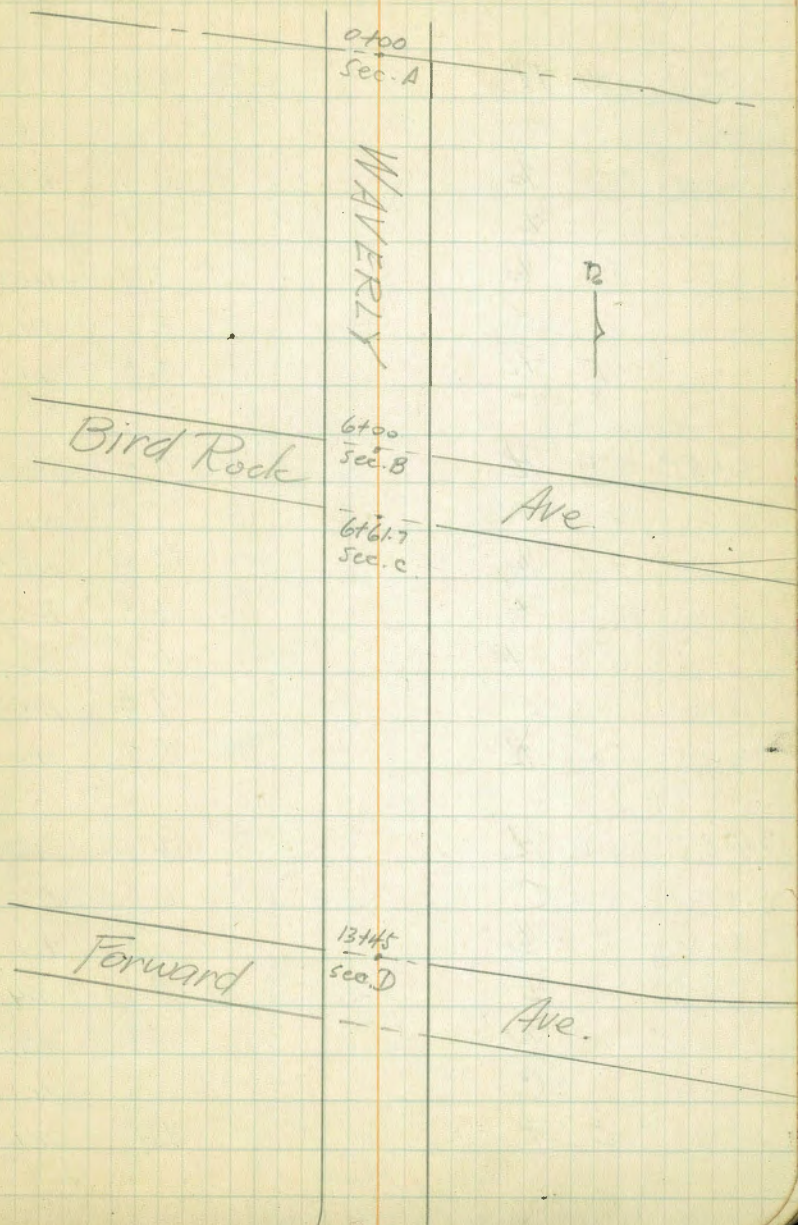 0+00
Sec. A
WAVERLY
n
Bird Rock
6+00
Sec. B
Ave.
6+61.7
Sec. C
13+45
Sec. D
Forward
Ave.